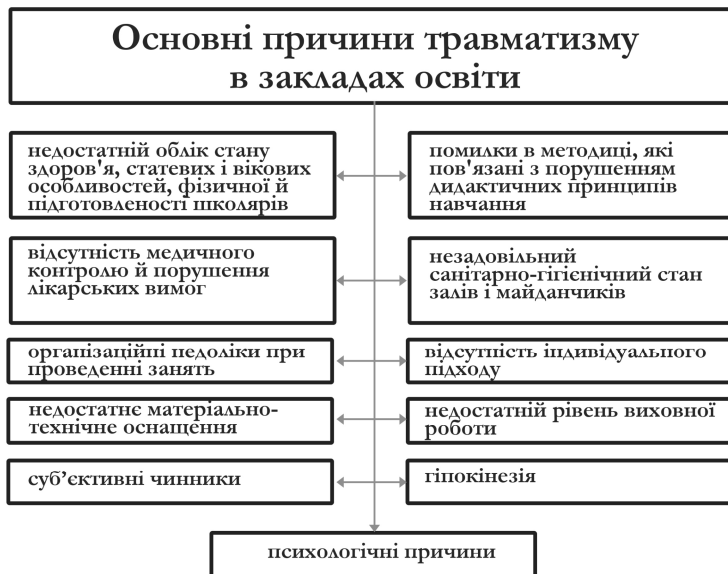 Основні причини травматизму
в закладах освіти
недостатній облік стану
здоров'я, статевих і вікових
особливостей, фізичної й
підготовленості школярів
помилки в методиці, які
пов'язані з порушенням
дидактичних принципів
навчання
відсутність медичного
контролю й порушення
лікарських вимог
незадовільний
санітарно-гігієнічний стан
залів і майданчиків
організаційні недоліки при
проведенні занять
відсутність індивідуального
підходу
недостатнє матеріально-
технічне оснащення
недостатній рівень виховної
роботи
суб’єктивні чинники
гіпокінезія
психологічні причини